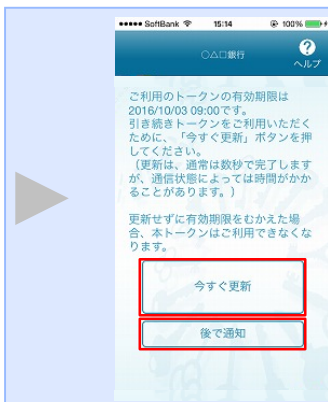 ●●●●● SoftBank 15:14 100%
○△□銀行
?
ヘルプ
ご利用のトークンの有効期限は
2016/10/03 09:00です。
引き続きトークンをご利用いただく
ために、「今すぐ更新」ボタンを押
してください。
（更新は、通常は数秒で完了します
が、通信状態によっては時間がかか
ることがあります。）
更新せずに有効期限をむかえた場
合、本トークンはご利用できなくな
ります。
今すぐ更新
後で通知